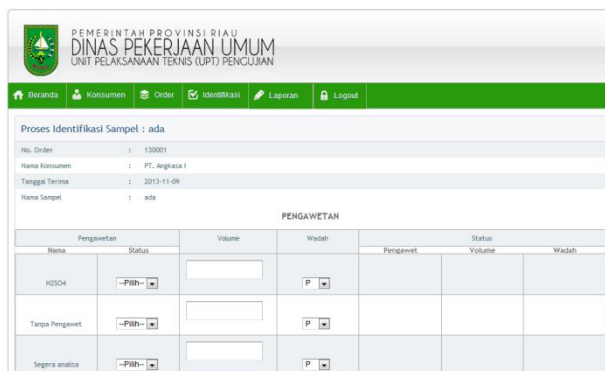 PEMERINTAH PROVINSI RIAU
DINAS PEKERJAAN UMUM
UNIT PELAKSANAAN TEKNIS (UPT) PENGUJIAN
Beranda Konsumen Order Identifikasi Laporan Logout
Proses Identifikasi Sampel : ada
No. Order : 130001
Nama Konsumen : PT. Angkasa I
Tanggal Terima : 2013-11-09
Nama Sampel : ada
PENGAWETAN
Pengawetan Volume Wadah Status
Nama Status Pengawet Volume Wadah
H2SO4 --Pilih-- P
Tanpa Pengawet --Pilih-- P
Segera analisa --Pilih-- P